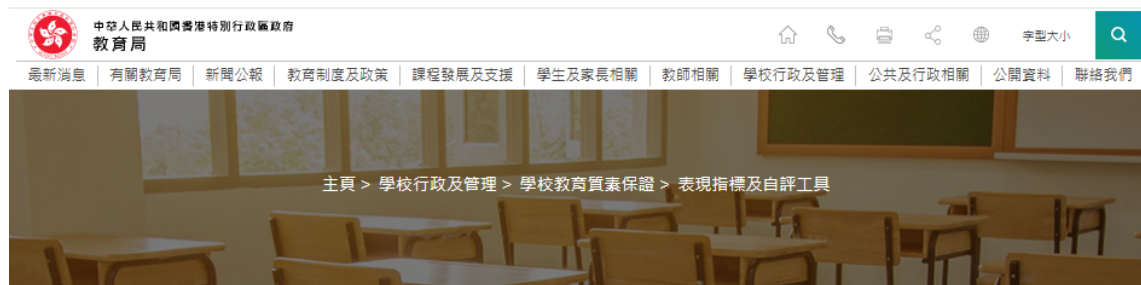 中華人民共和國香港特別行政區政府
教育局
字型大小
最新消息 | 有關教育局 | 新聞公報 | 教育制度及政策 | 課程發展及支援 | 學生及家長相關 | 教師相關 | 學校行政及管理 | 公共及行政相關 | 公開資料 | 聯絡我們
主頁 > 學校行政及管理 > 學校教育質素保證 > 表現指標及自評工具